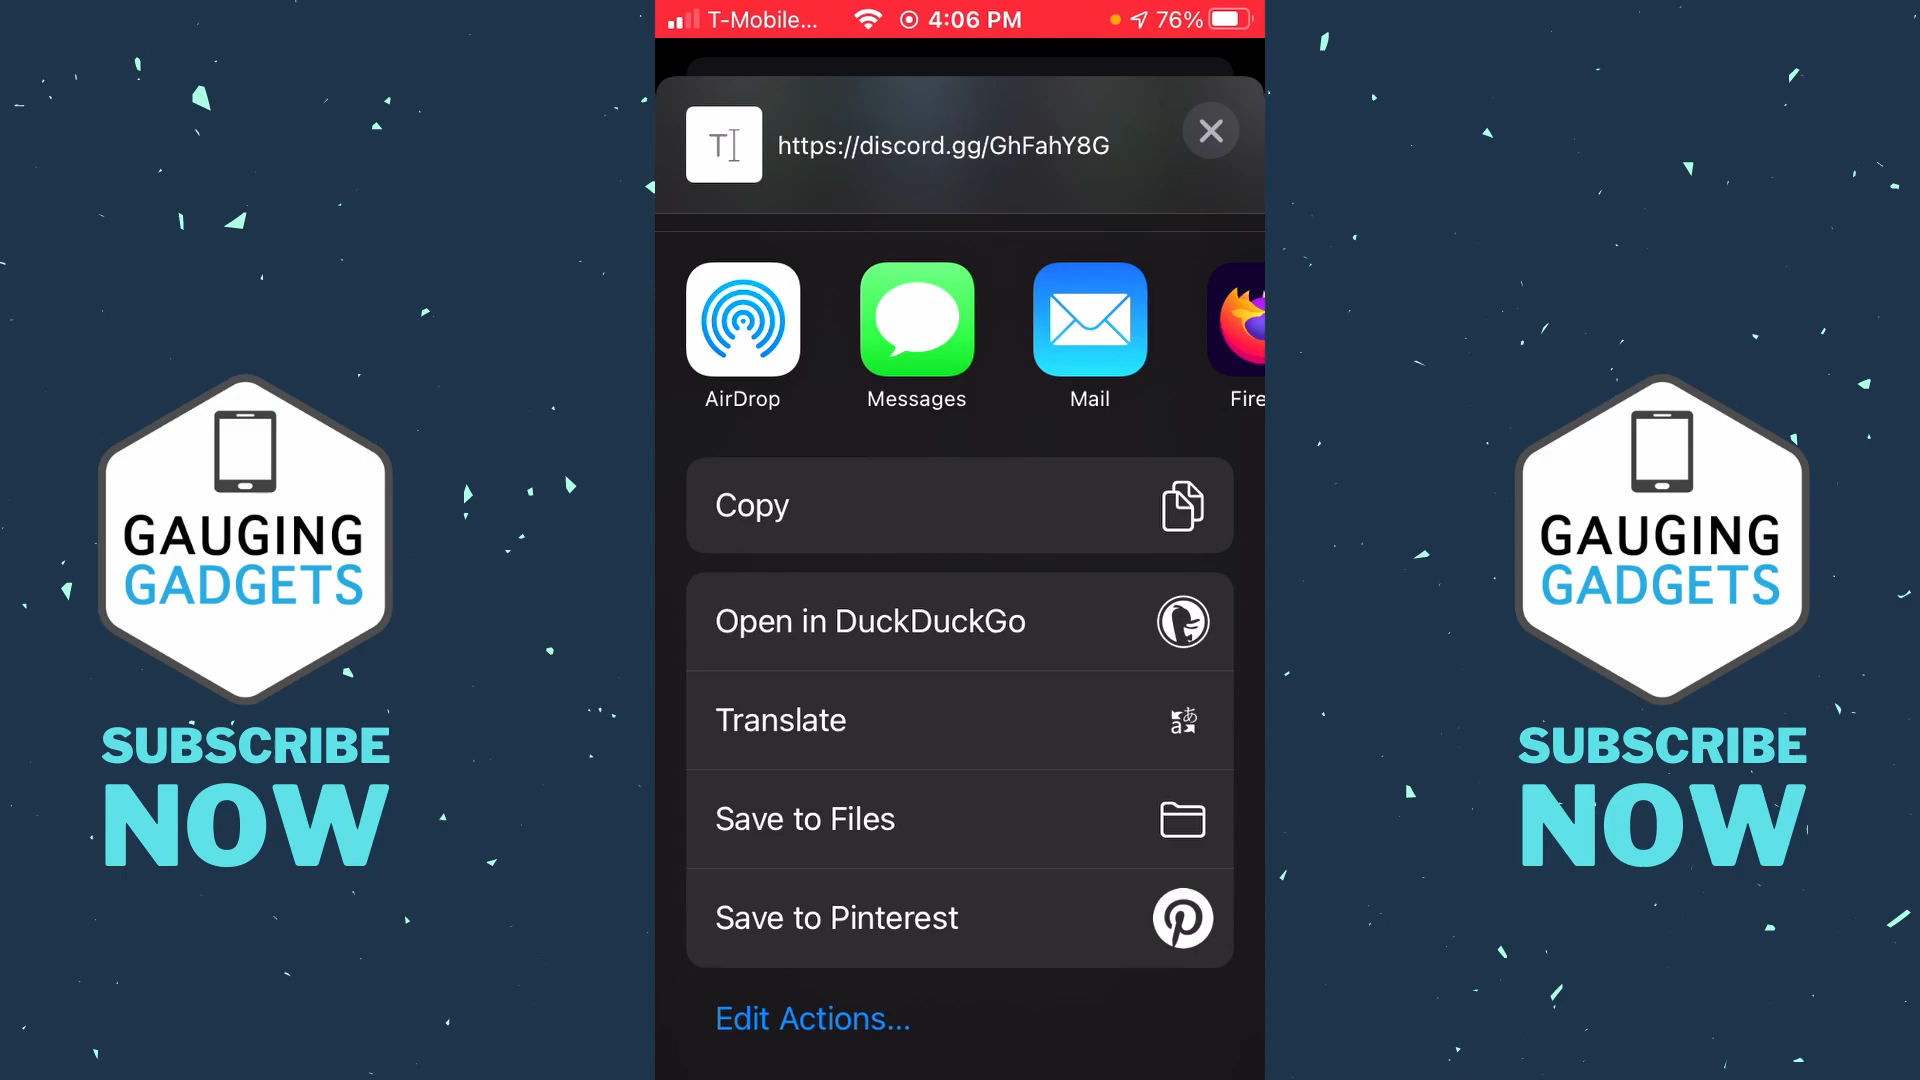 T-Mobile...
4:06 PM
76%
https://discord.gg/GhFahY8G
AirDrop
Messages
Mail
Fire
Copy
Open in DuckDuckGo
Translate
Save to Files
Save to Pinterest
Edit Actions...
GAUGING
GADGETS
SUBSCRIBE
NOW
GAUGING
GADGETS
SUBSCRIBE
NOW